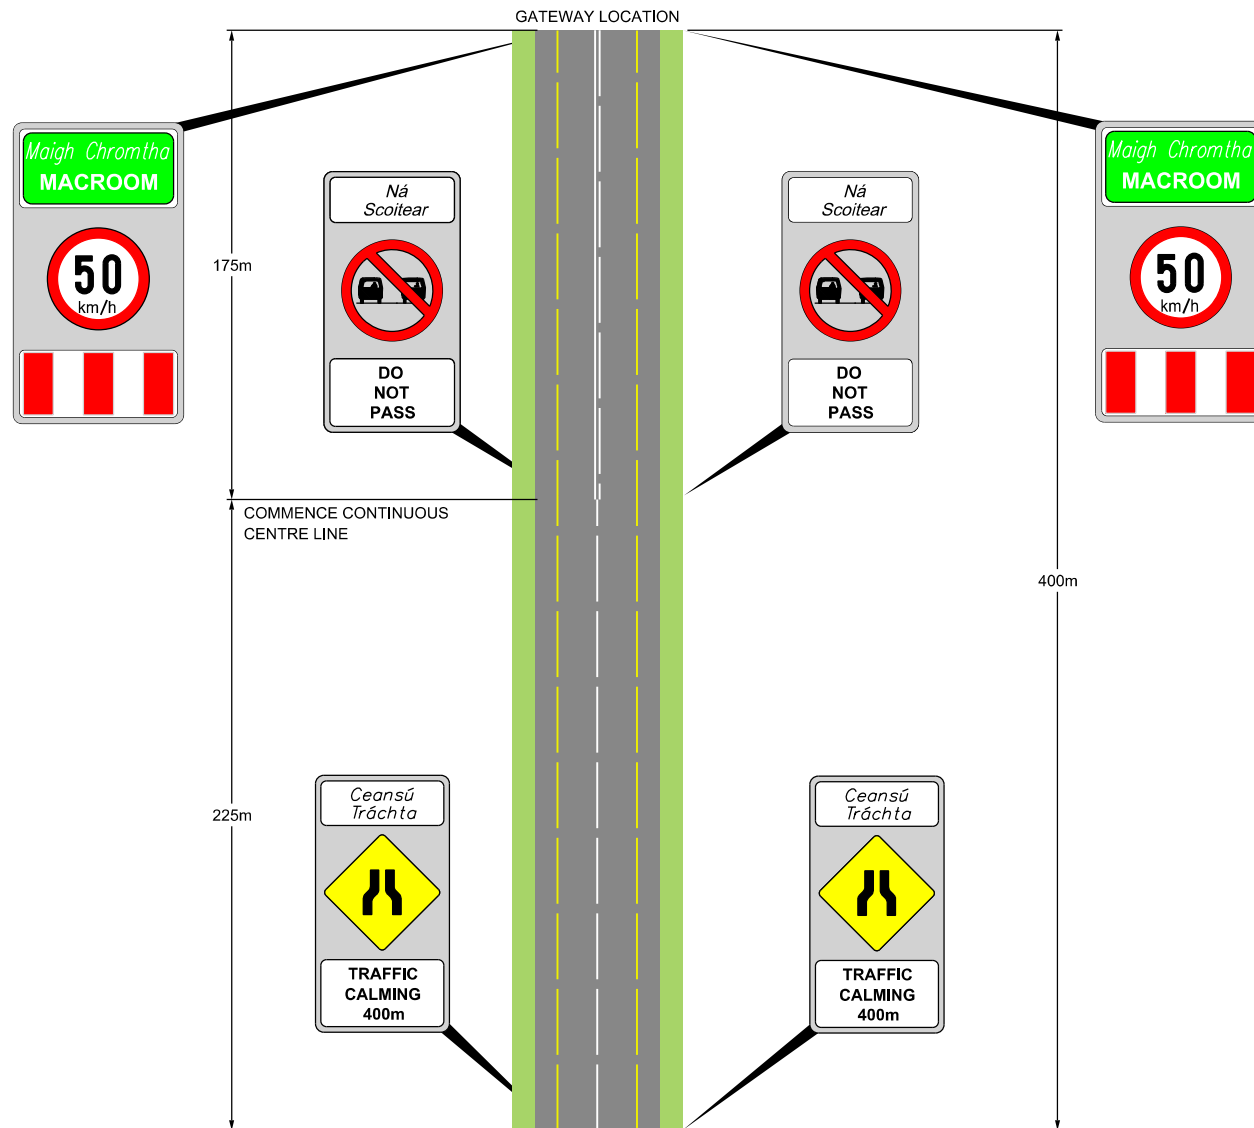 GATEWAY LOCATION
Maigh Chromtha
MACROOM
50
km/h
Ná
Scoitear
DO
NOT
PASS
Ná
Scoitear
DO
NOT
PASS
Maigh Chromtha
MACROOM
50
km/h
175m
COMMENCE CONTINUOUS
CENTRE LINE
400m
225m
Ceansú
Tráchta
TRAFFIC
CALMING
400m
Ceansú
Tráchta
TRAFFIC
CALMING
400m